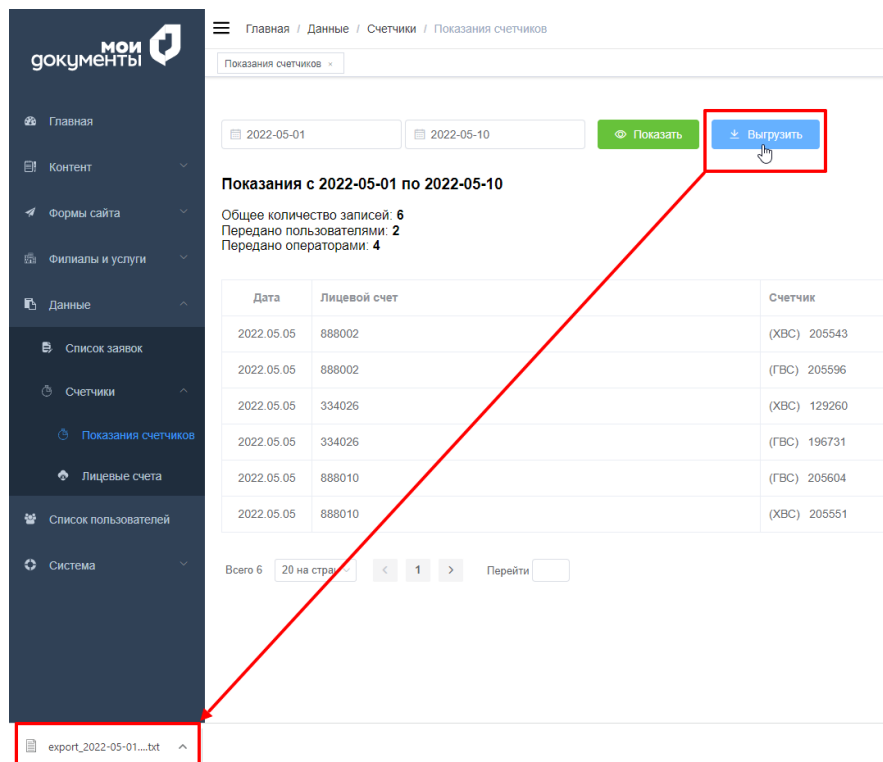 мои
документы
Главная / Данные / Счетчики / Показания счетчиков
Показания счетчиков ×
Главная
Контент
Формы сайта
Филиалы и услуги
Данные
Список заявок
Счетчики
Показания счетчиков
Лицевые счета
Список пользователей
Система
2022-05-01 2022-05-10 Показать Выгрузить
Показания с 2022-05-01 по 2022-05-10
Общее количество записей: 6
Передано пользователями: 2
Передано операторами: 4
Дата Лицевой счет Счетчик
2022.05.05 888002 (ХВС) 205543
2022.05.05 888002 (ГВС) 205596
2022.05.05 334026 (ХВС) 129260
2022.05.05 334026 (ГВС) 196731
2022.05.05 888010 (ГВС) 205604
2022.05.05 888010 (ХВС) 205551
Всего 6 20 на стра < 1 > Перейти
export_2022-05-01....txt